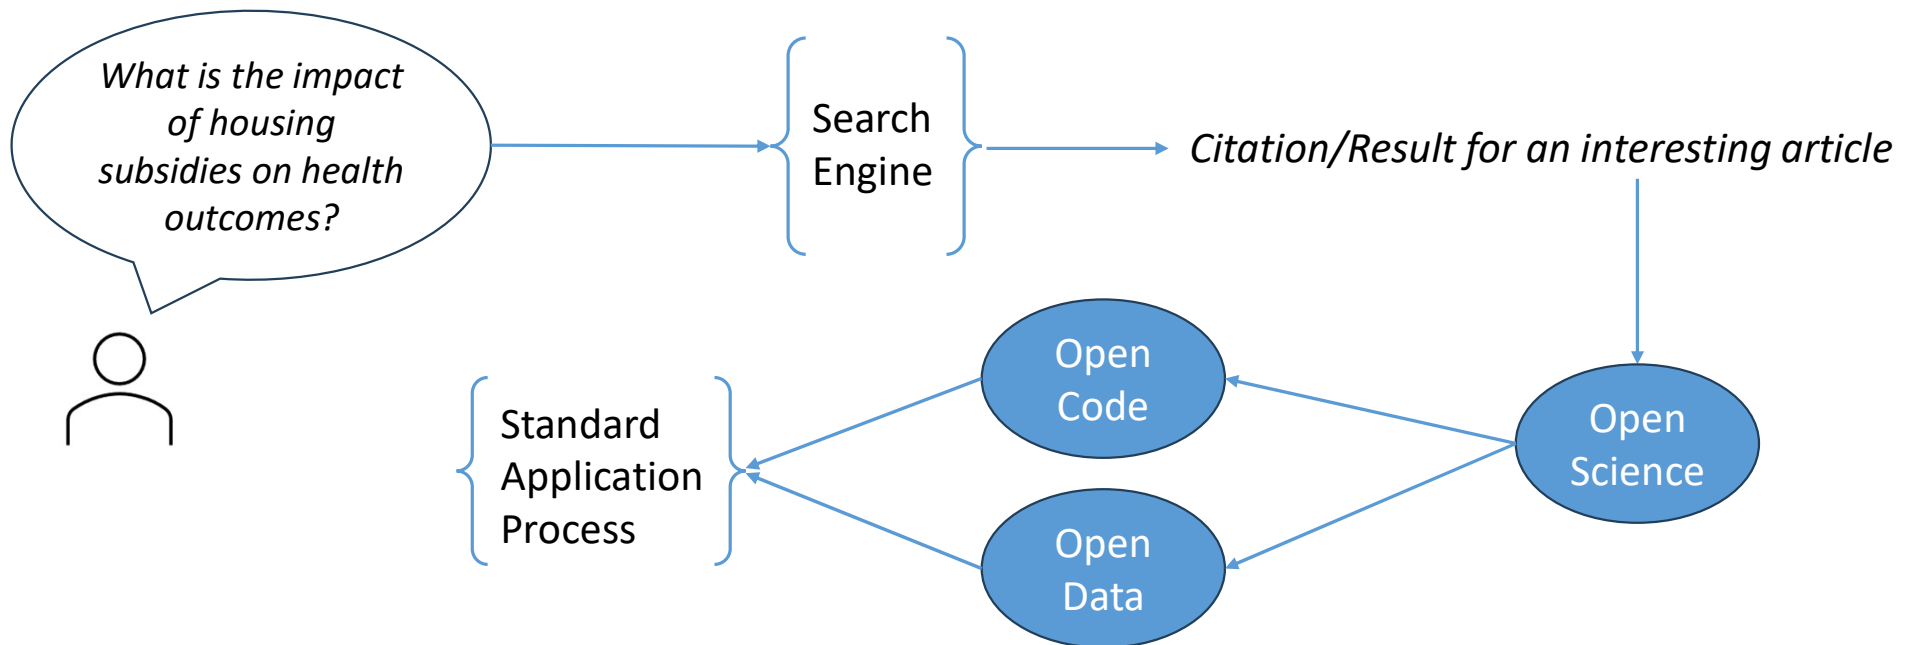 What is the impact
of housing
subsidies on health
outcomes?
Search
Engine
Citation/Result for an interesting article
Open
Science
Open
Code
Open
Data
Standard
Application
Process